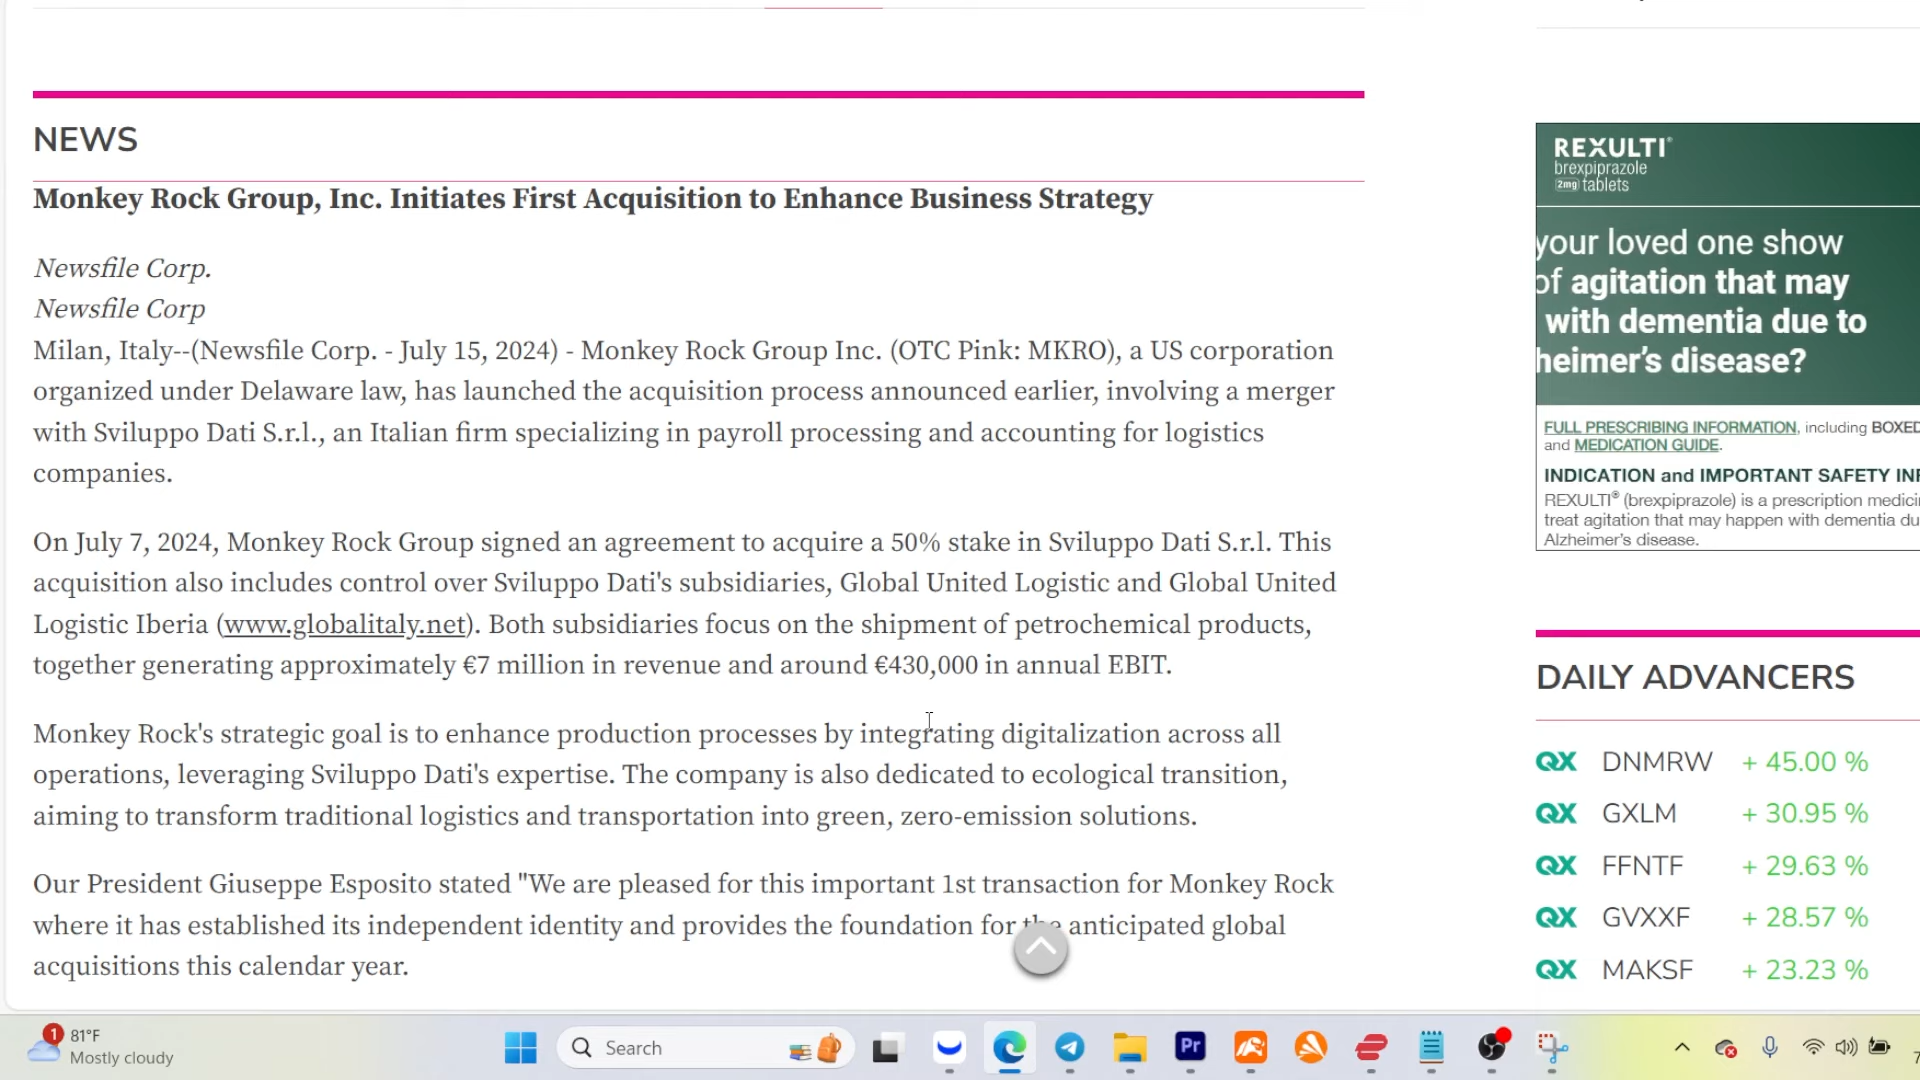 NEWS
Monkey Rock Group, Inc. Initiates First Acquisition to Enhance Business Strategy
Newsfile Corp.
Newsfile Corp
Milan, Italy--(Newsfile Corp. - July 15, 2024) - Monkey Rock Group Inc. (OTC Pink: MKRO), a US corporation
organized under Delaware law, has launched the acquisition process announced earlier, involving a merger
with Sviluppo Dati S.r.l., an Italian firm specializing in payroll processing and accounting for logistics
companies.
On July 7, 2024, Monkey Rock Group signed an agreement to acquire a 50% stake in Sviluppo Dati S.r.l. This
acquisition also includes control over Sviluppo Dati's subsidiaries, Global United Logistic and Global United
Logistic Iberia (www.globalitaly.net). Both subsidiaries focus on the shipment of petrochemical products,
together generating approximately €7 million in revenue and around €430,000 in annual EBIT.
Monkey Rock's strategic goal is to enhance production processes by integrating digitalization across all
operations, leveraging Sviluppo Dati's expertise. The company is also dedicated to ecological transition,
aiming to transform traditional logistics and transportation into green, zero-emission solutions.
Our President Giuseppe Esposito stated "We are pleased for this important 1st transaction for Monkey Rock
where it has established its independent identity and provides the foundation for the anticipated global
acquisitions this calendar year.
REXULTI®
brexpiprazole
2mg tablets
your loved one show
of agitation that may
with dementia due to
heimer's disease?
FULL PRESCRIBING INFORMATION, including BOXED
and MEDICATION GUIDE.
INDICATION and IMPORTANT SAFETY
REXULTI® (brexpiprazole) is a prescription
treat agitation that may happen with dementia
Alzheimer's disease.
DAILY ADVANCERS
QX DNMRW + 45.00 %
QX GXLM + 30.95 %
QX FFNTF + 29.63 %
QX GVXXF + 28.57 %
QX MAKSF + 23.23 %
1 81°F
Mostly cloudy
Search
Pr